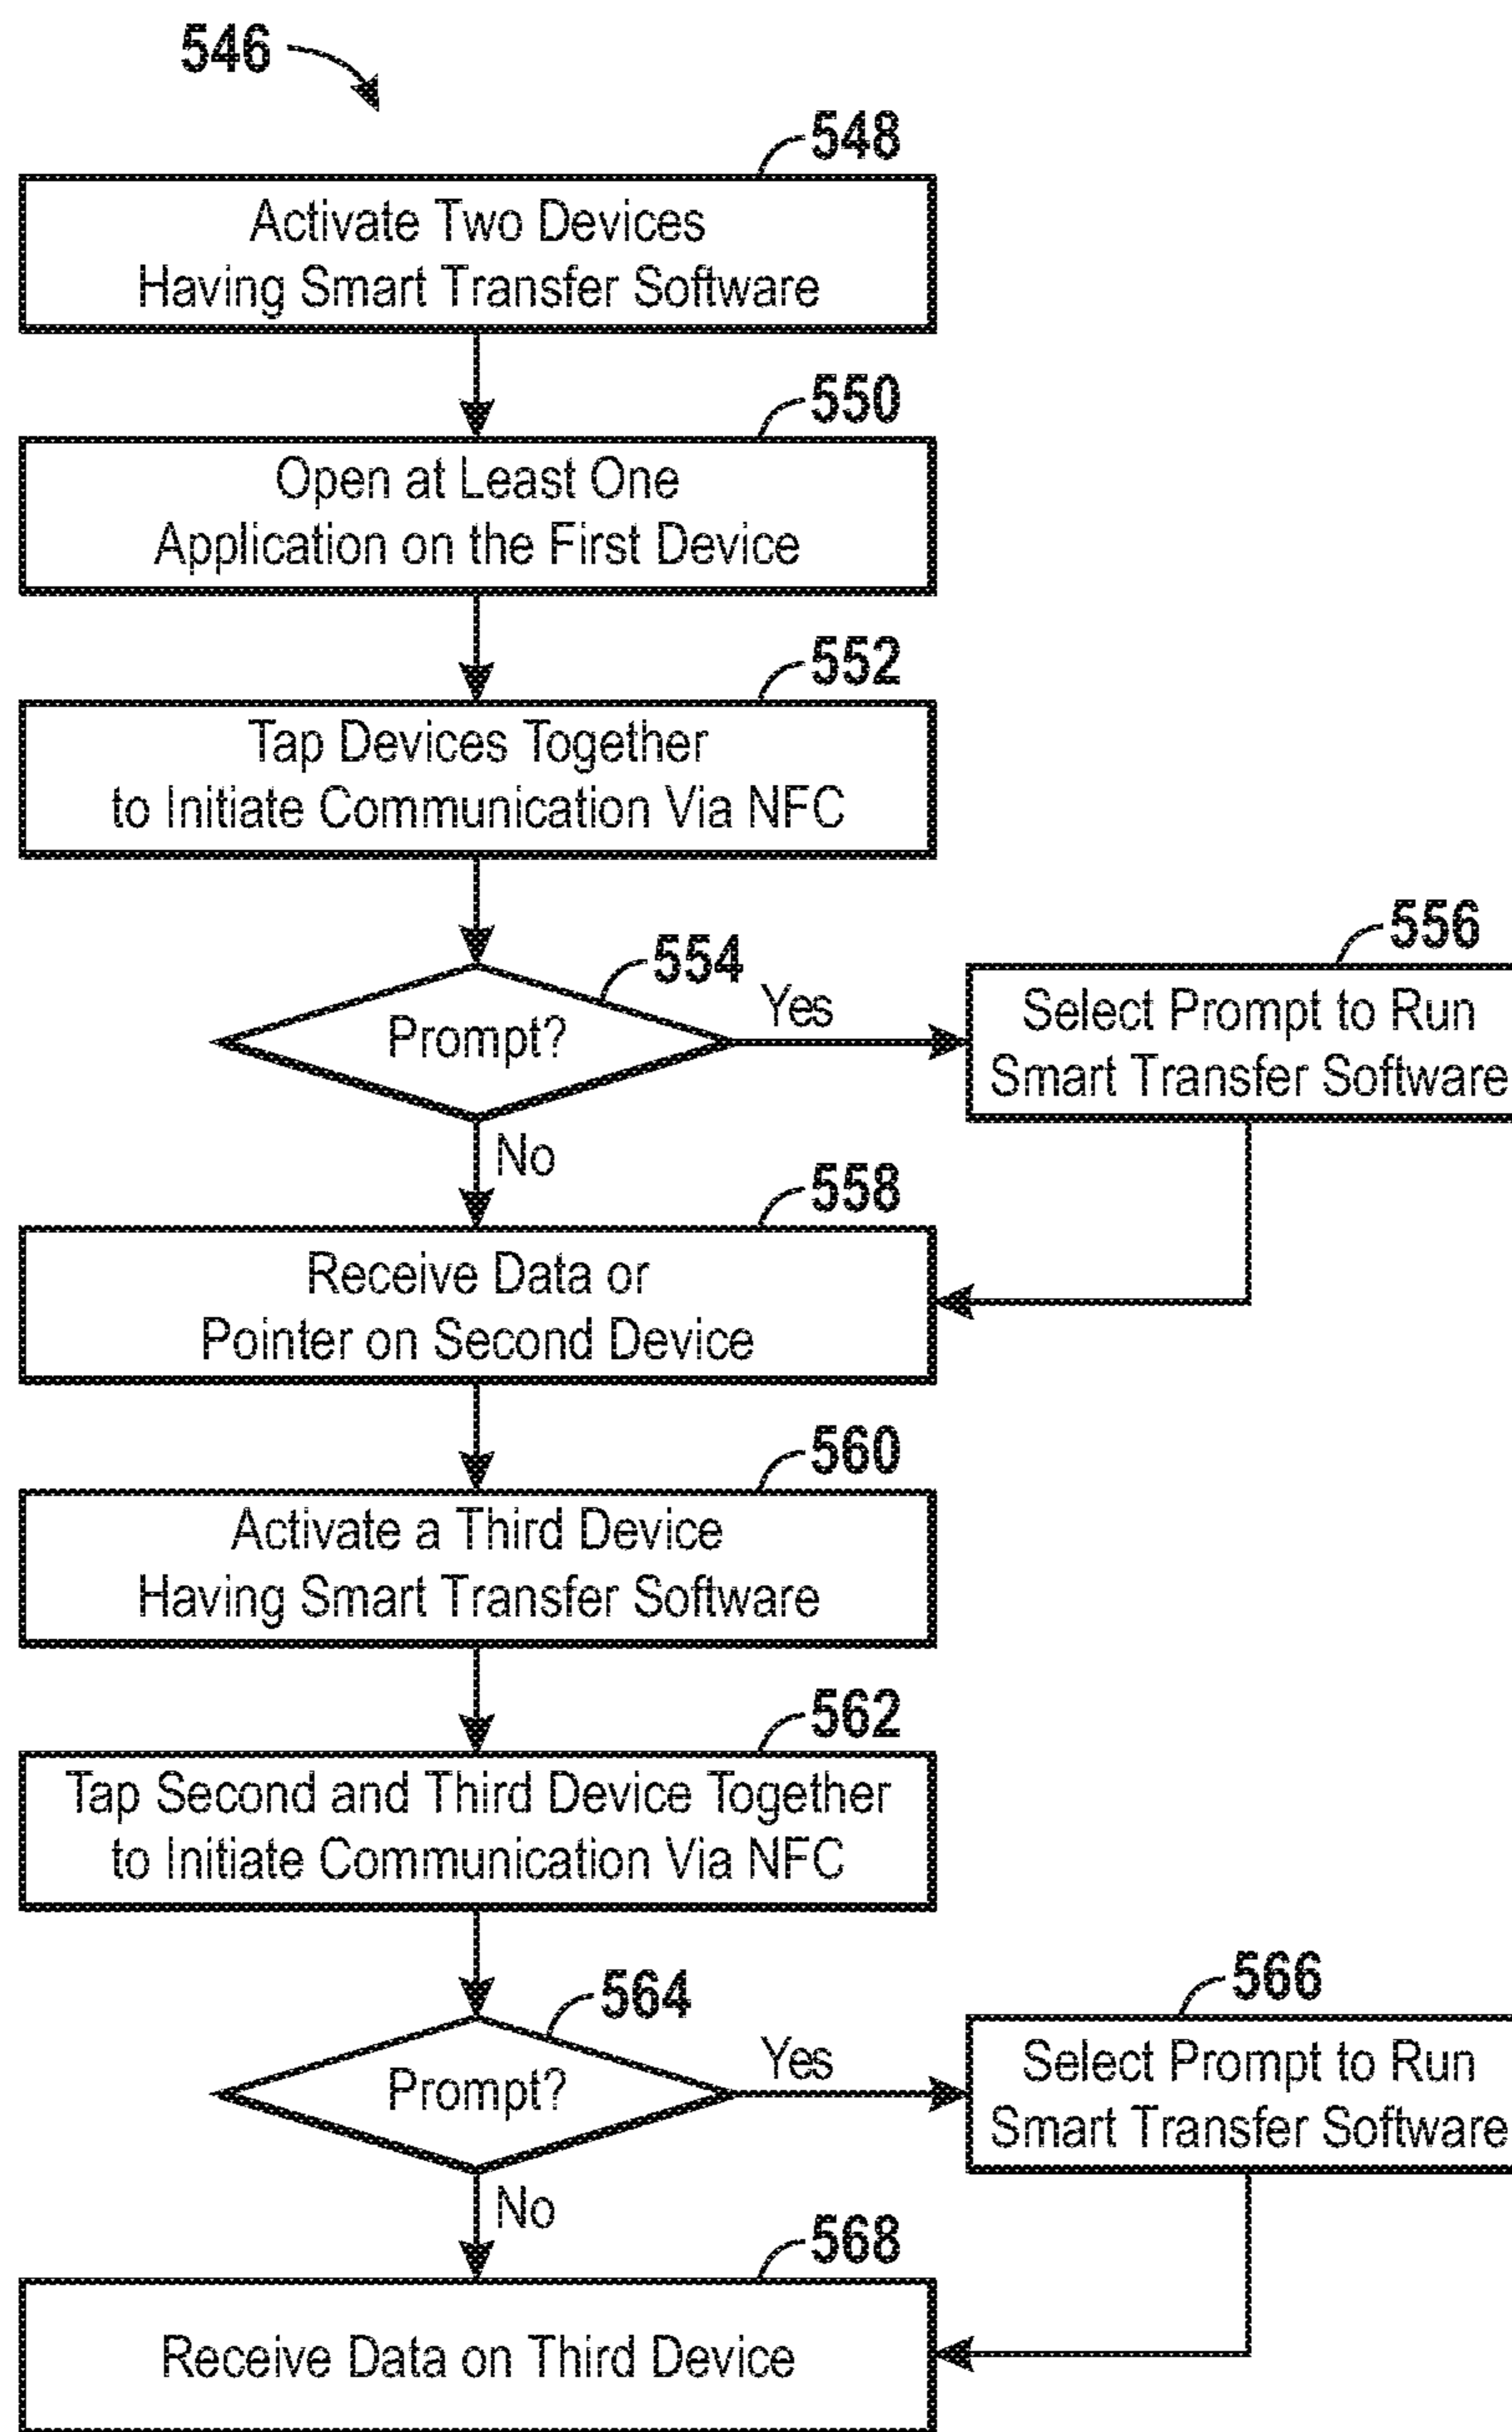 546
548
Activate Two Devices
Having Smart Transfer Software
550
Open at Least One
Application on the First Device
552
Tap Devices Together
to Initiate Communication Via NFC
554
Prompt?
Yes
556
Select Prompt to Run
Smart Transfer Software
No
558
Receive Data or
Pointer on Second Device
560
Activate a Third Device
Having Smart Transfer Software
562
Tap Second and Third Device Together
to Initiate Communication Via NFC
564
Prompt?
Yes
566
Select Prompt to Run
Smart Transfer Software
No
568
Receive Data on Third Device